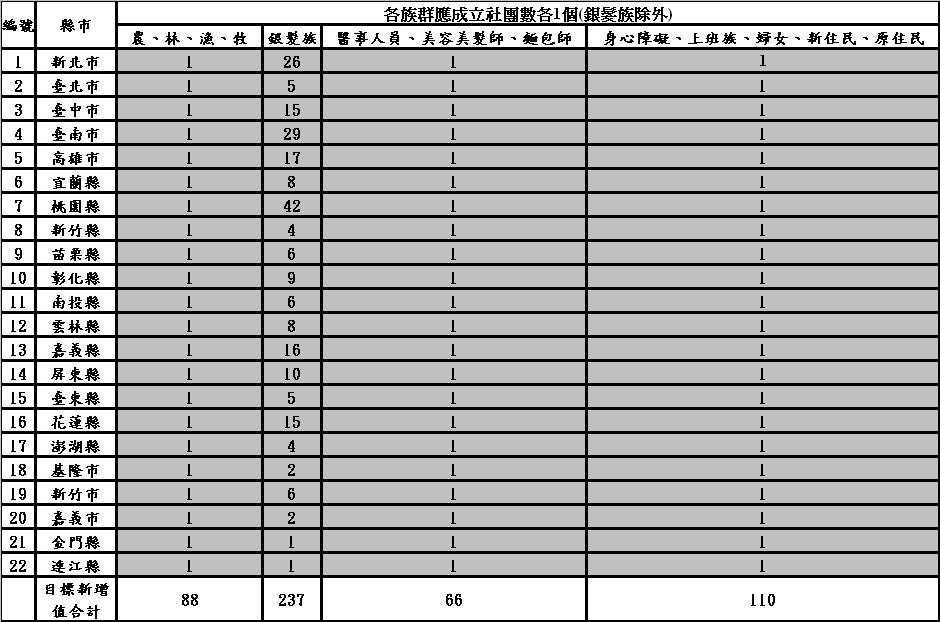 編號 縣市 各族群應成立社團數各1個(銀髮族除外)
農、林、漁、牧 銀髮族 醫事人員、美容美髮師、麵包師 身心障礙、上班族、婦女、新住民、原住民
1 新北市 1 26 1 1
2 臺北市 1 5 1 1
3 臺中市 1 15 1 1
4 臺南市 1 29 1 1
5 高雄市 1 17 1 1
6 宜蘭縣 1 8 1 1
7 桃園縣 1 42 1 1
8 新竹縣 1 4 1 1
9 苗栗縣 1 6 1 1
10 彰化縣 1 9 1 1
11 南投縣 1 6 1 1
12 雲林縣 1 8 1 1
13 嘉義縣 1 16 1 1
14 屏東縣 1 10 1 1
15 臺東縣 1 5 1 1
16 花蓮縣 1 15 1 1
17 澎湖縣 1 4 1 1
18 基隆市 1 2 1 1
19 新竹市 1 6 1 1
20 嘉義市 1 2 1 1
21 金門縣 1 1 1 1
22 連江縣 1 1 1 1
目標新增
值合計 88 237 66 110